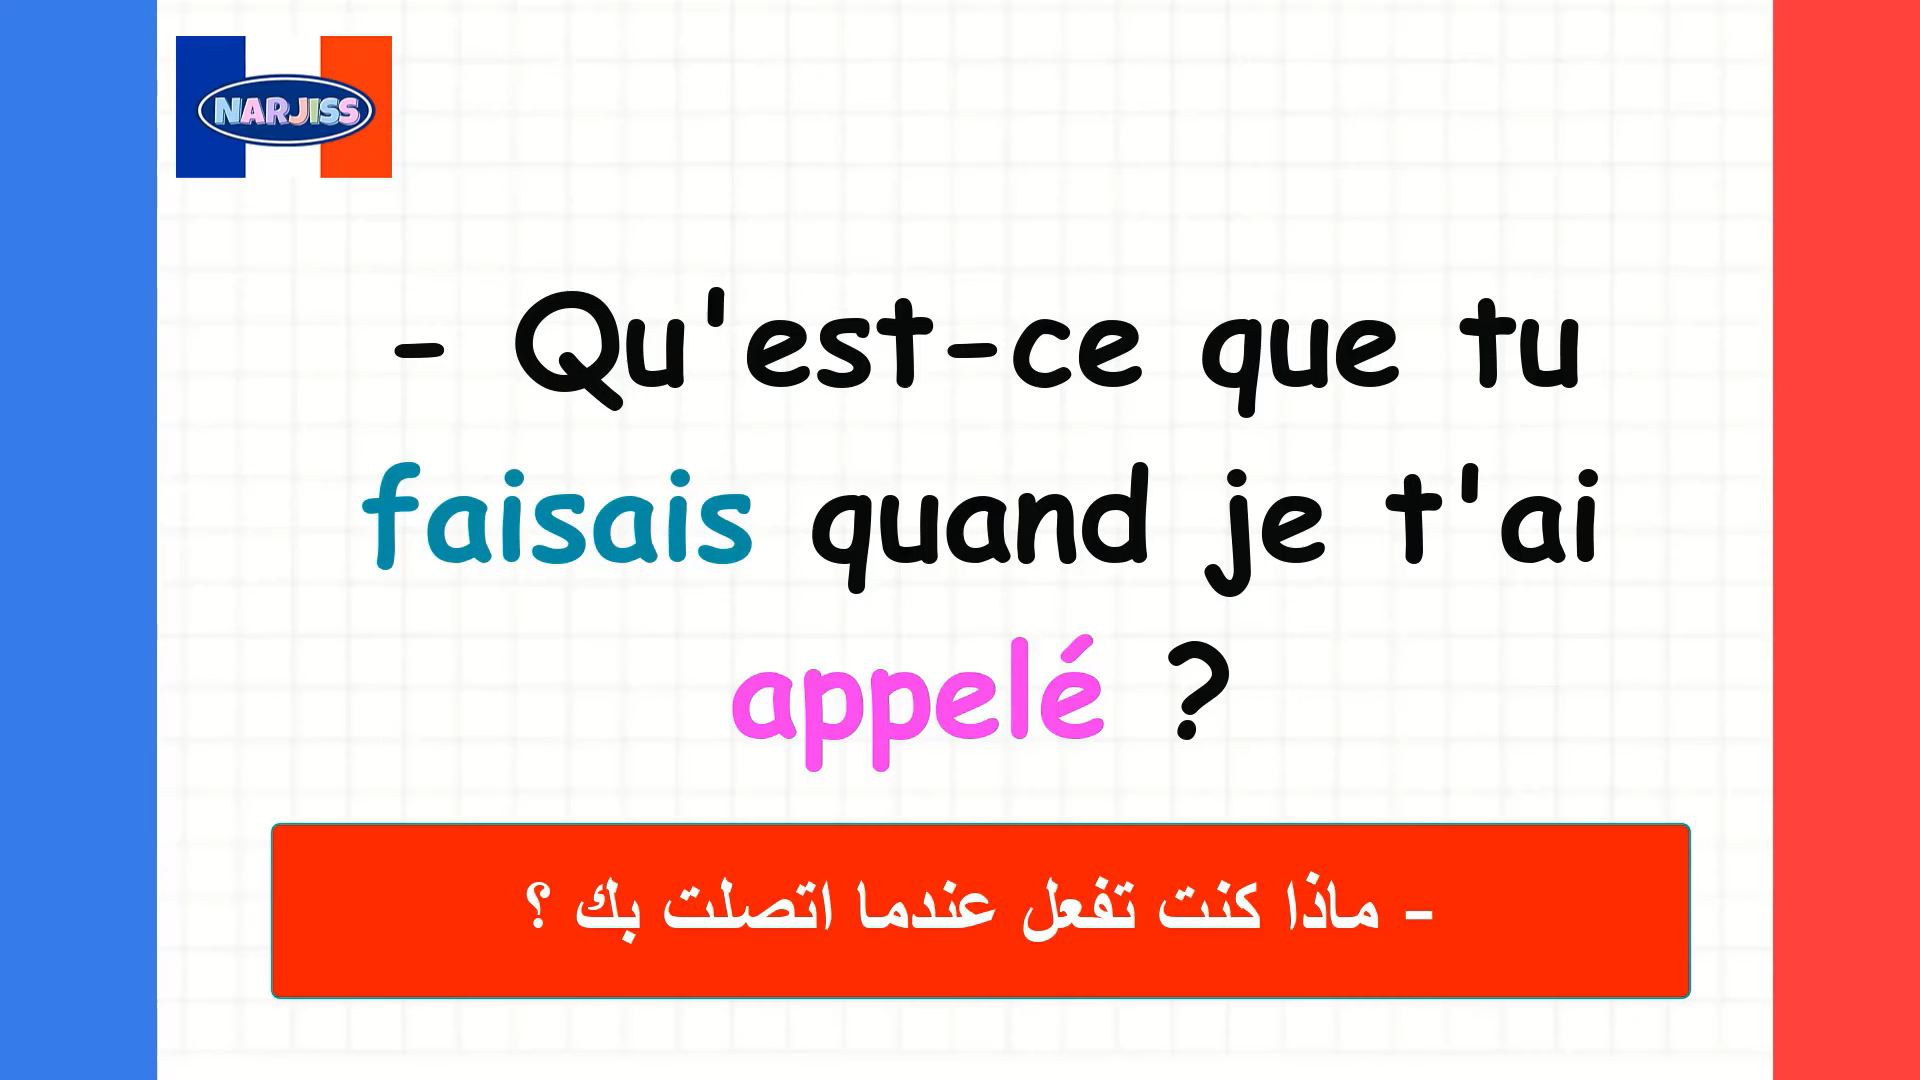 NARJISS
- Qu'est-ce que tu
faisais quand je t'ai
appelé ?
- ماذا كنت تفعل عندما اتصلت بك ؟